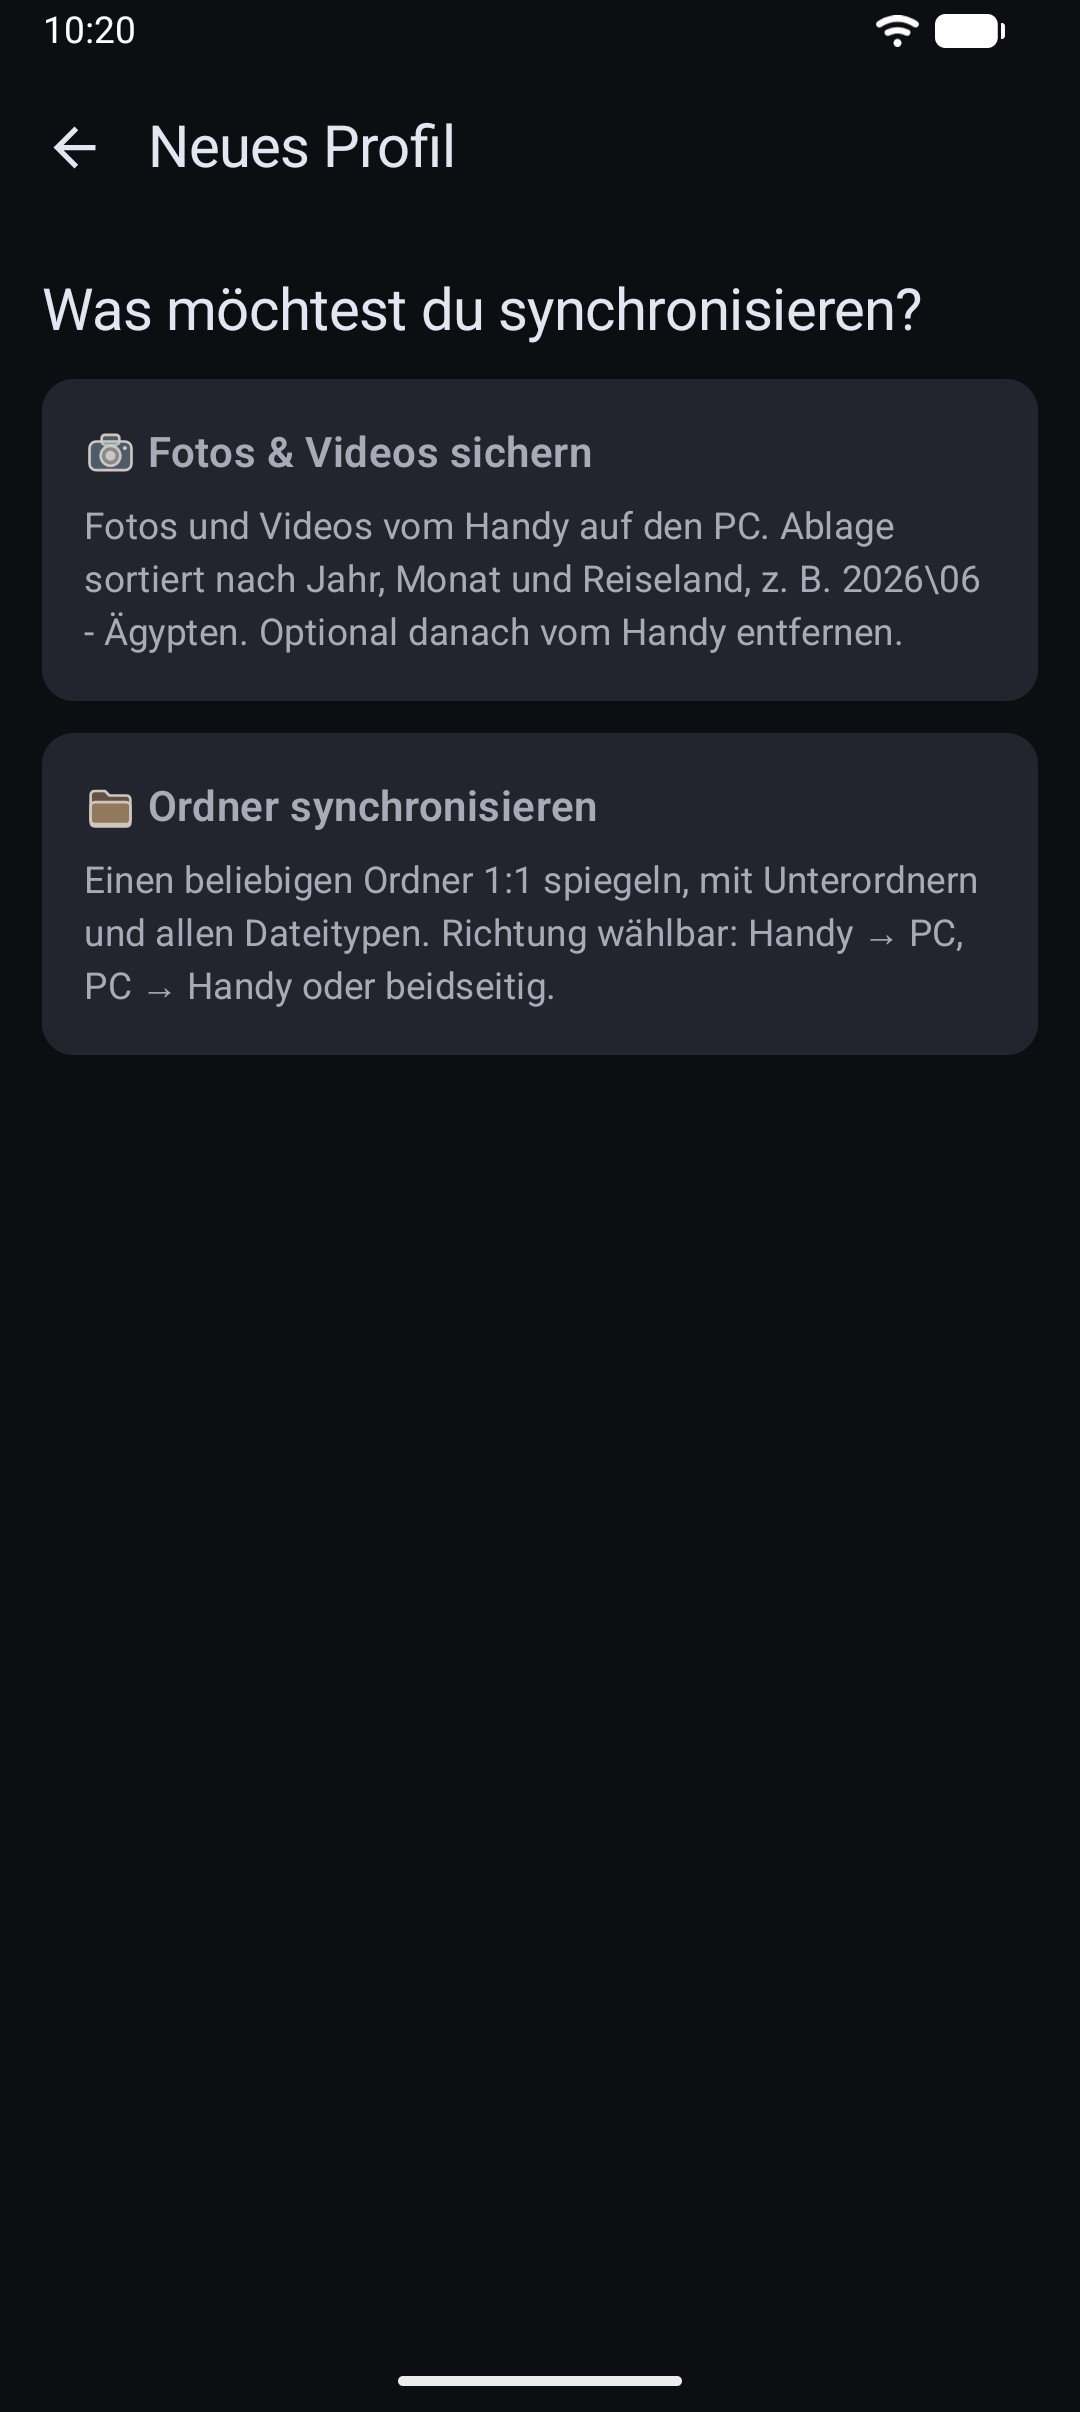 10:20
Neues Profil
Was möchtest du synchronisieren?
Fotos & Videos sichern
Fotos und Videos vom Handy auf den PC. Ablage
sortiert nach Jahr, Monat und Reiseland, z. B. 2026\06
- Ägypten. Optional danach vom Handy entfernen.
Ordner synchronisieren
Einen beliebigen Ordner 1:1 spiegeln, mit Unterordnern
und allen Dateitypen. Richtung wählbar: Handy → PC,
PC → Handy oder beidseitig.